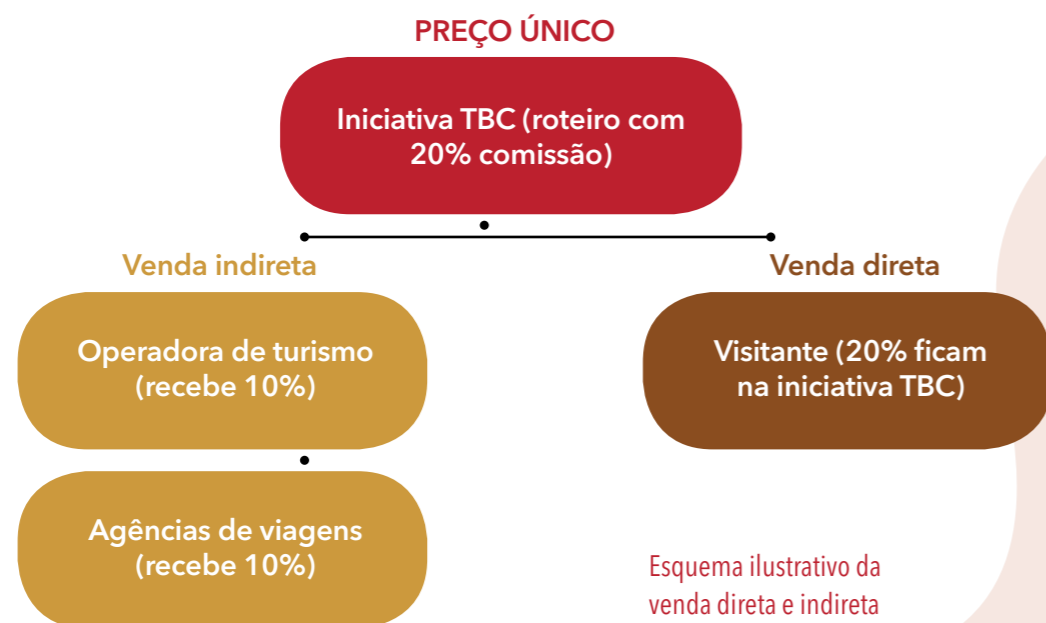 PREÇO ÚNICO
Iniciativa TBC (roteiro com
20% comissão)
Venda indireta
Venda direta
Operadora de turismo
(recebe 10%)
Visitante (20% ficam
na iniciativa TBC)
Agências de viagens
(recebe 10%)
Esquema ilustrativo da
venda direta e indireta